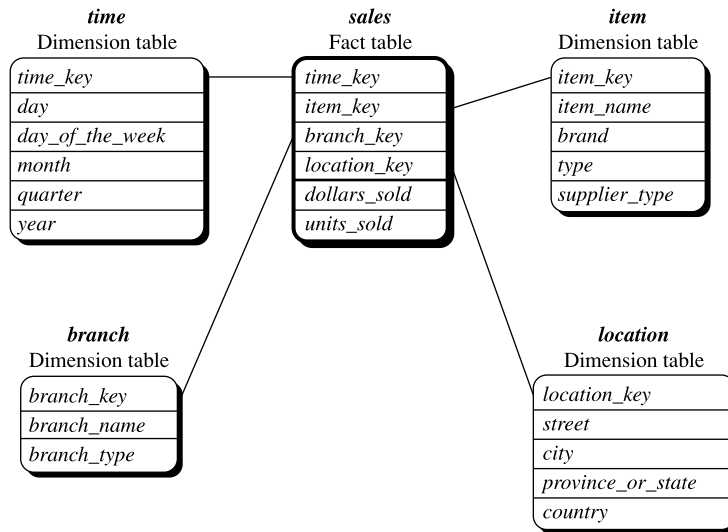 time
Dimension table
time_key
day
day_of_the_week
month
quarter
year
sales
Fact table
time_key
item_key
branch_key
location_key
dollars_sold
units_sold
item
Dimension table
item_key
item_name
brand
type
supplier_type
branch
Dimension table
branch_key
branch_name
branch_type
location
Dimension table
location_key
street
city
province_or_state
country